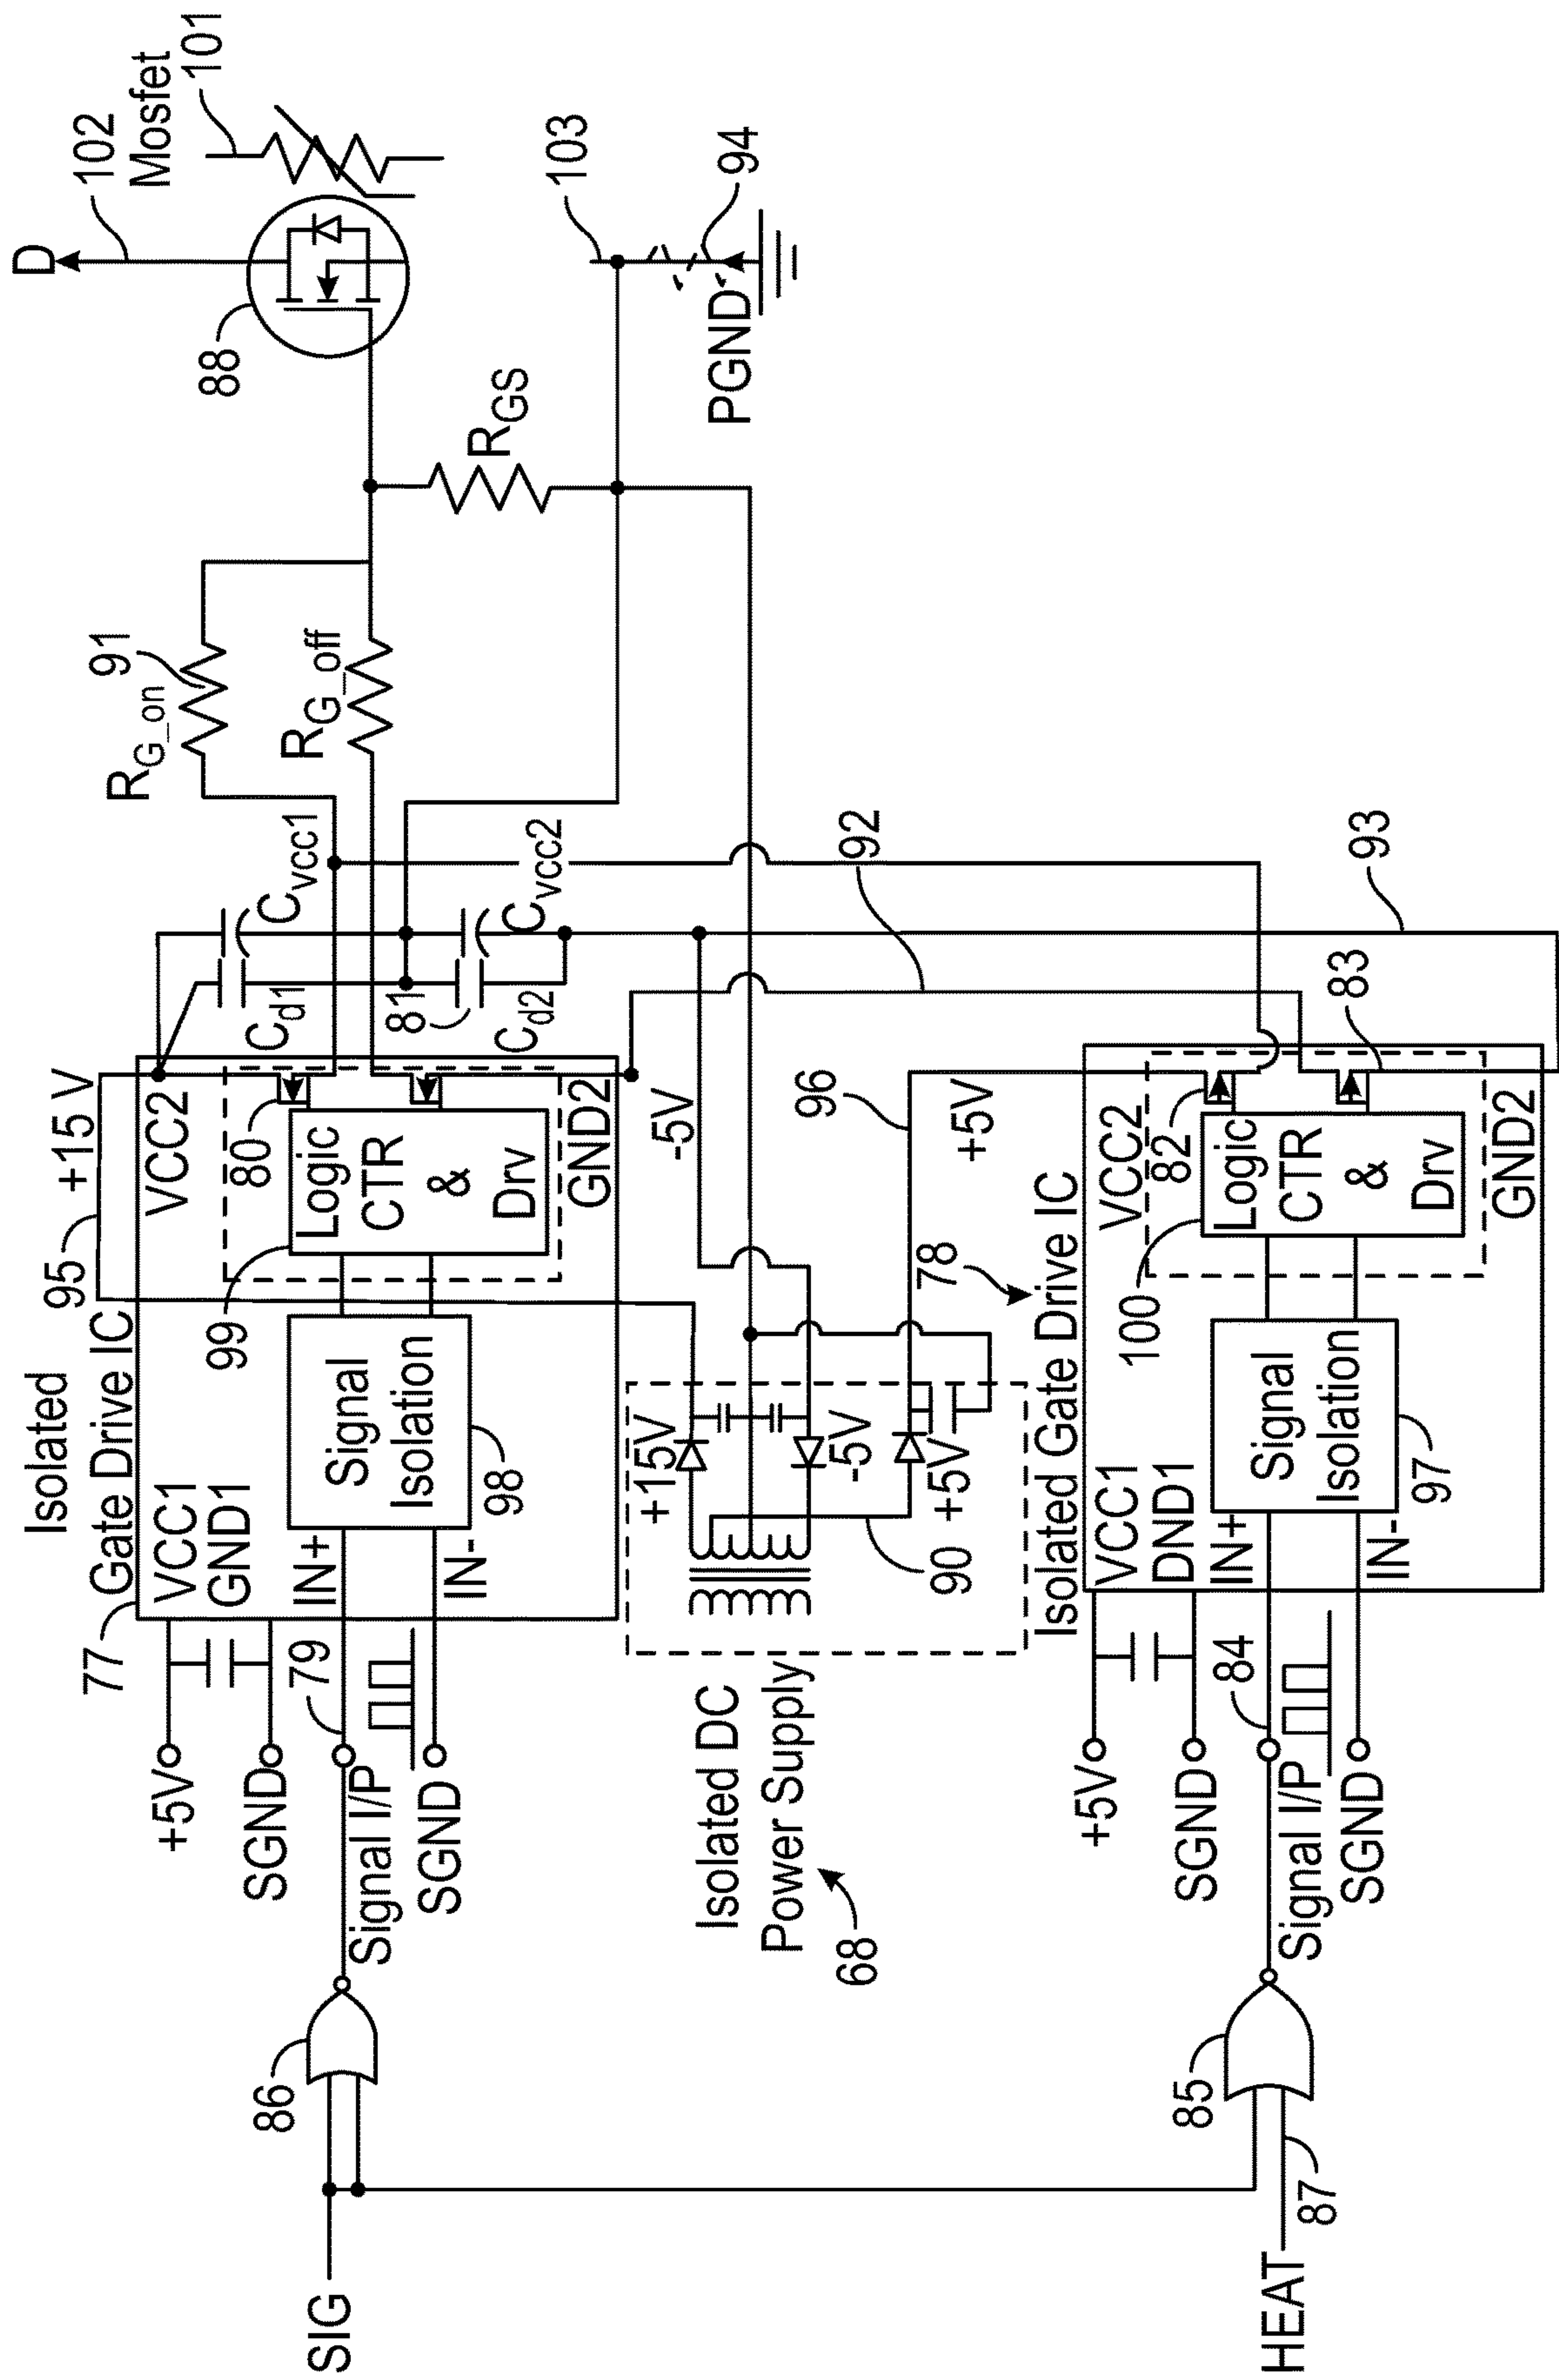 SIG
HEAT
87
86
85
+5V
SGND
Signal I/P
SGND
79
77
Isolated
Gate Drive IC
VCC1
GND1
IN+
IN-
Signal
Isolation
98
99
95
+15 V
VCC2
80
Logic
CTR
&
Drv
GND2
Cd1
Cvcc1
81
Cd2
Cvcc2
RG_on
91
RG_off
RGS
88
D
102
Mosfet
101
103
94
PGND
92
93
-5V
96
+5V
Isolated DC
Power Supply
68
+15V
-5V
+5V
90
78
Isolated Gate Drive IC
+5V
SGND
Signal I/P
SGND
84
VCC1
DND1
IN+
IN-
Signal
Isolation
97
100
VCC2
82
83
Logic
CTR
&
Drv
GND2